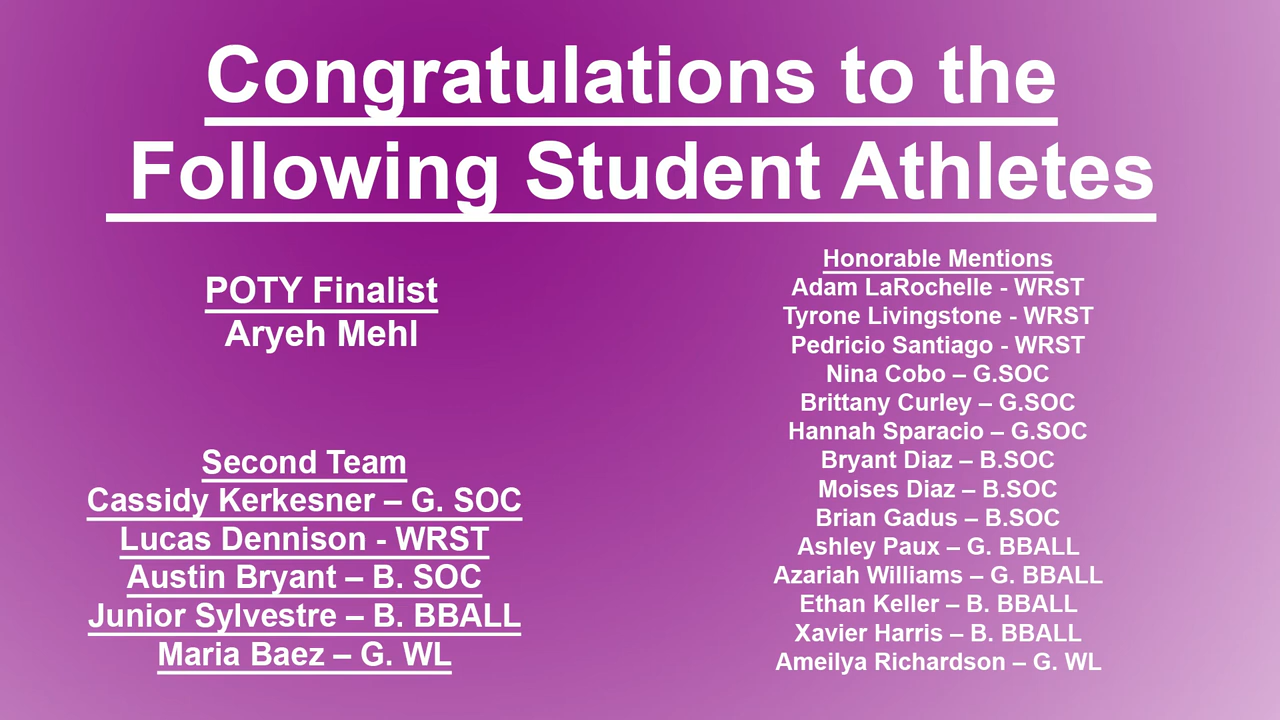 Congratulations to the
Following Student Athletes
POTY Finalist
Aryeh Mehl
Second Team
Cassidy Kerkesner – G. SOC
Lucas Dennison - WRST
Austin Bryant – B. SOC
Junior Sylvestre – B. BBALL
Maria Baez – G. WL
Honorable Mentions
Adam LaRochelle - WRST
Tyrone Livingstone - WRST
Pedricio Santiago - WRST
Nina Cobo – G.SOC
Brittany Curley – G.SOC
Hannah Sparacio – G.SOC
Bryant Diaz – B.SOC
Moises Diaz – B.SOC
Brian Gadus – B.SOC
Ashley Paux – G. BBALL
Azariah Williams – G. BBALL
Ethan Keller – B. BBALL
Xavier Harris – B. BBALL
Ameilya Richardson – G. WL